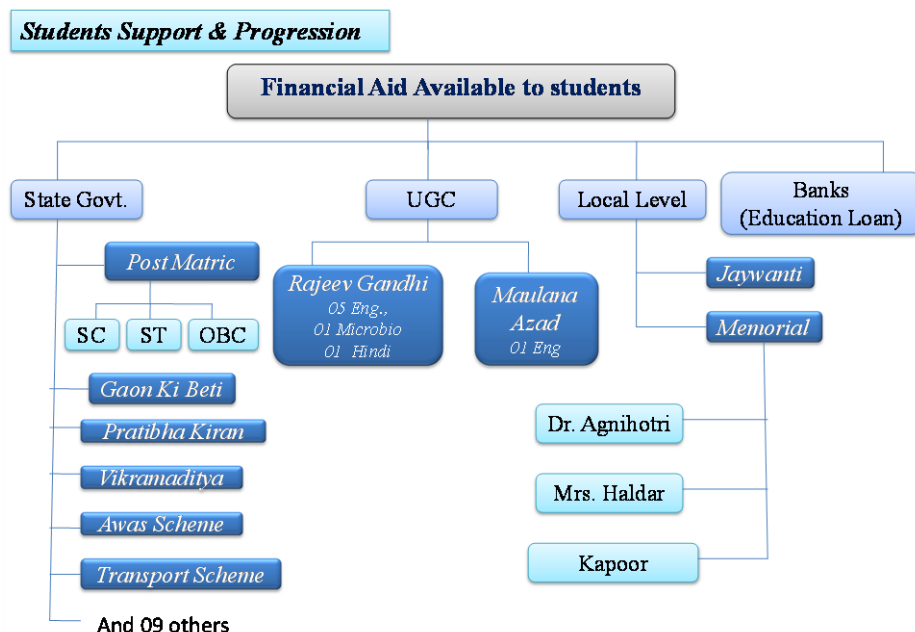 Students Support & Progression
Financial Aid Available to students
State Govt.
UGC
Local Level
Banks
(Education Loan)
Post Matric
SC
ST
OBC
Gaon Ki Beti
Pratibha Kiran
Vikramaditya
Awas Scheme
Transport Scheme
And 09 others
Rajeev Gandhi
05 Eng.,
01 Microbio
01 Hindi
Maulana
Azad
01 Eng
Jaywanti
Memorial
Dr. Agnihotri
Mrs. Haldar
Kapoor